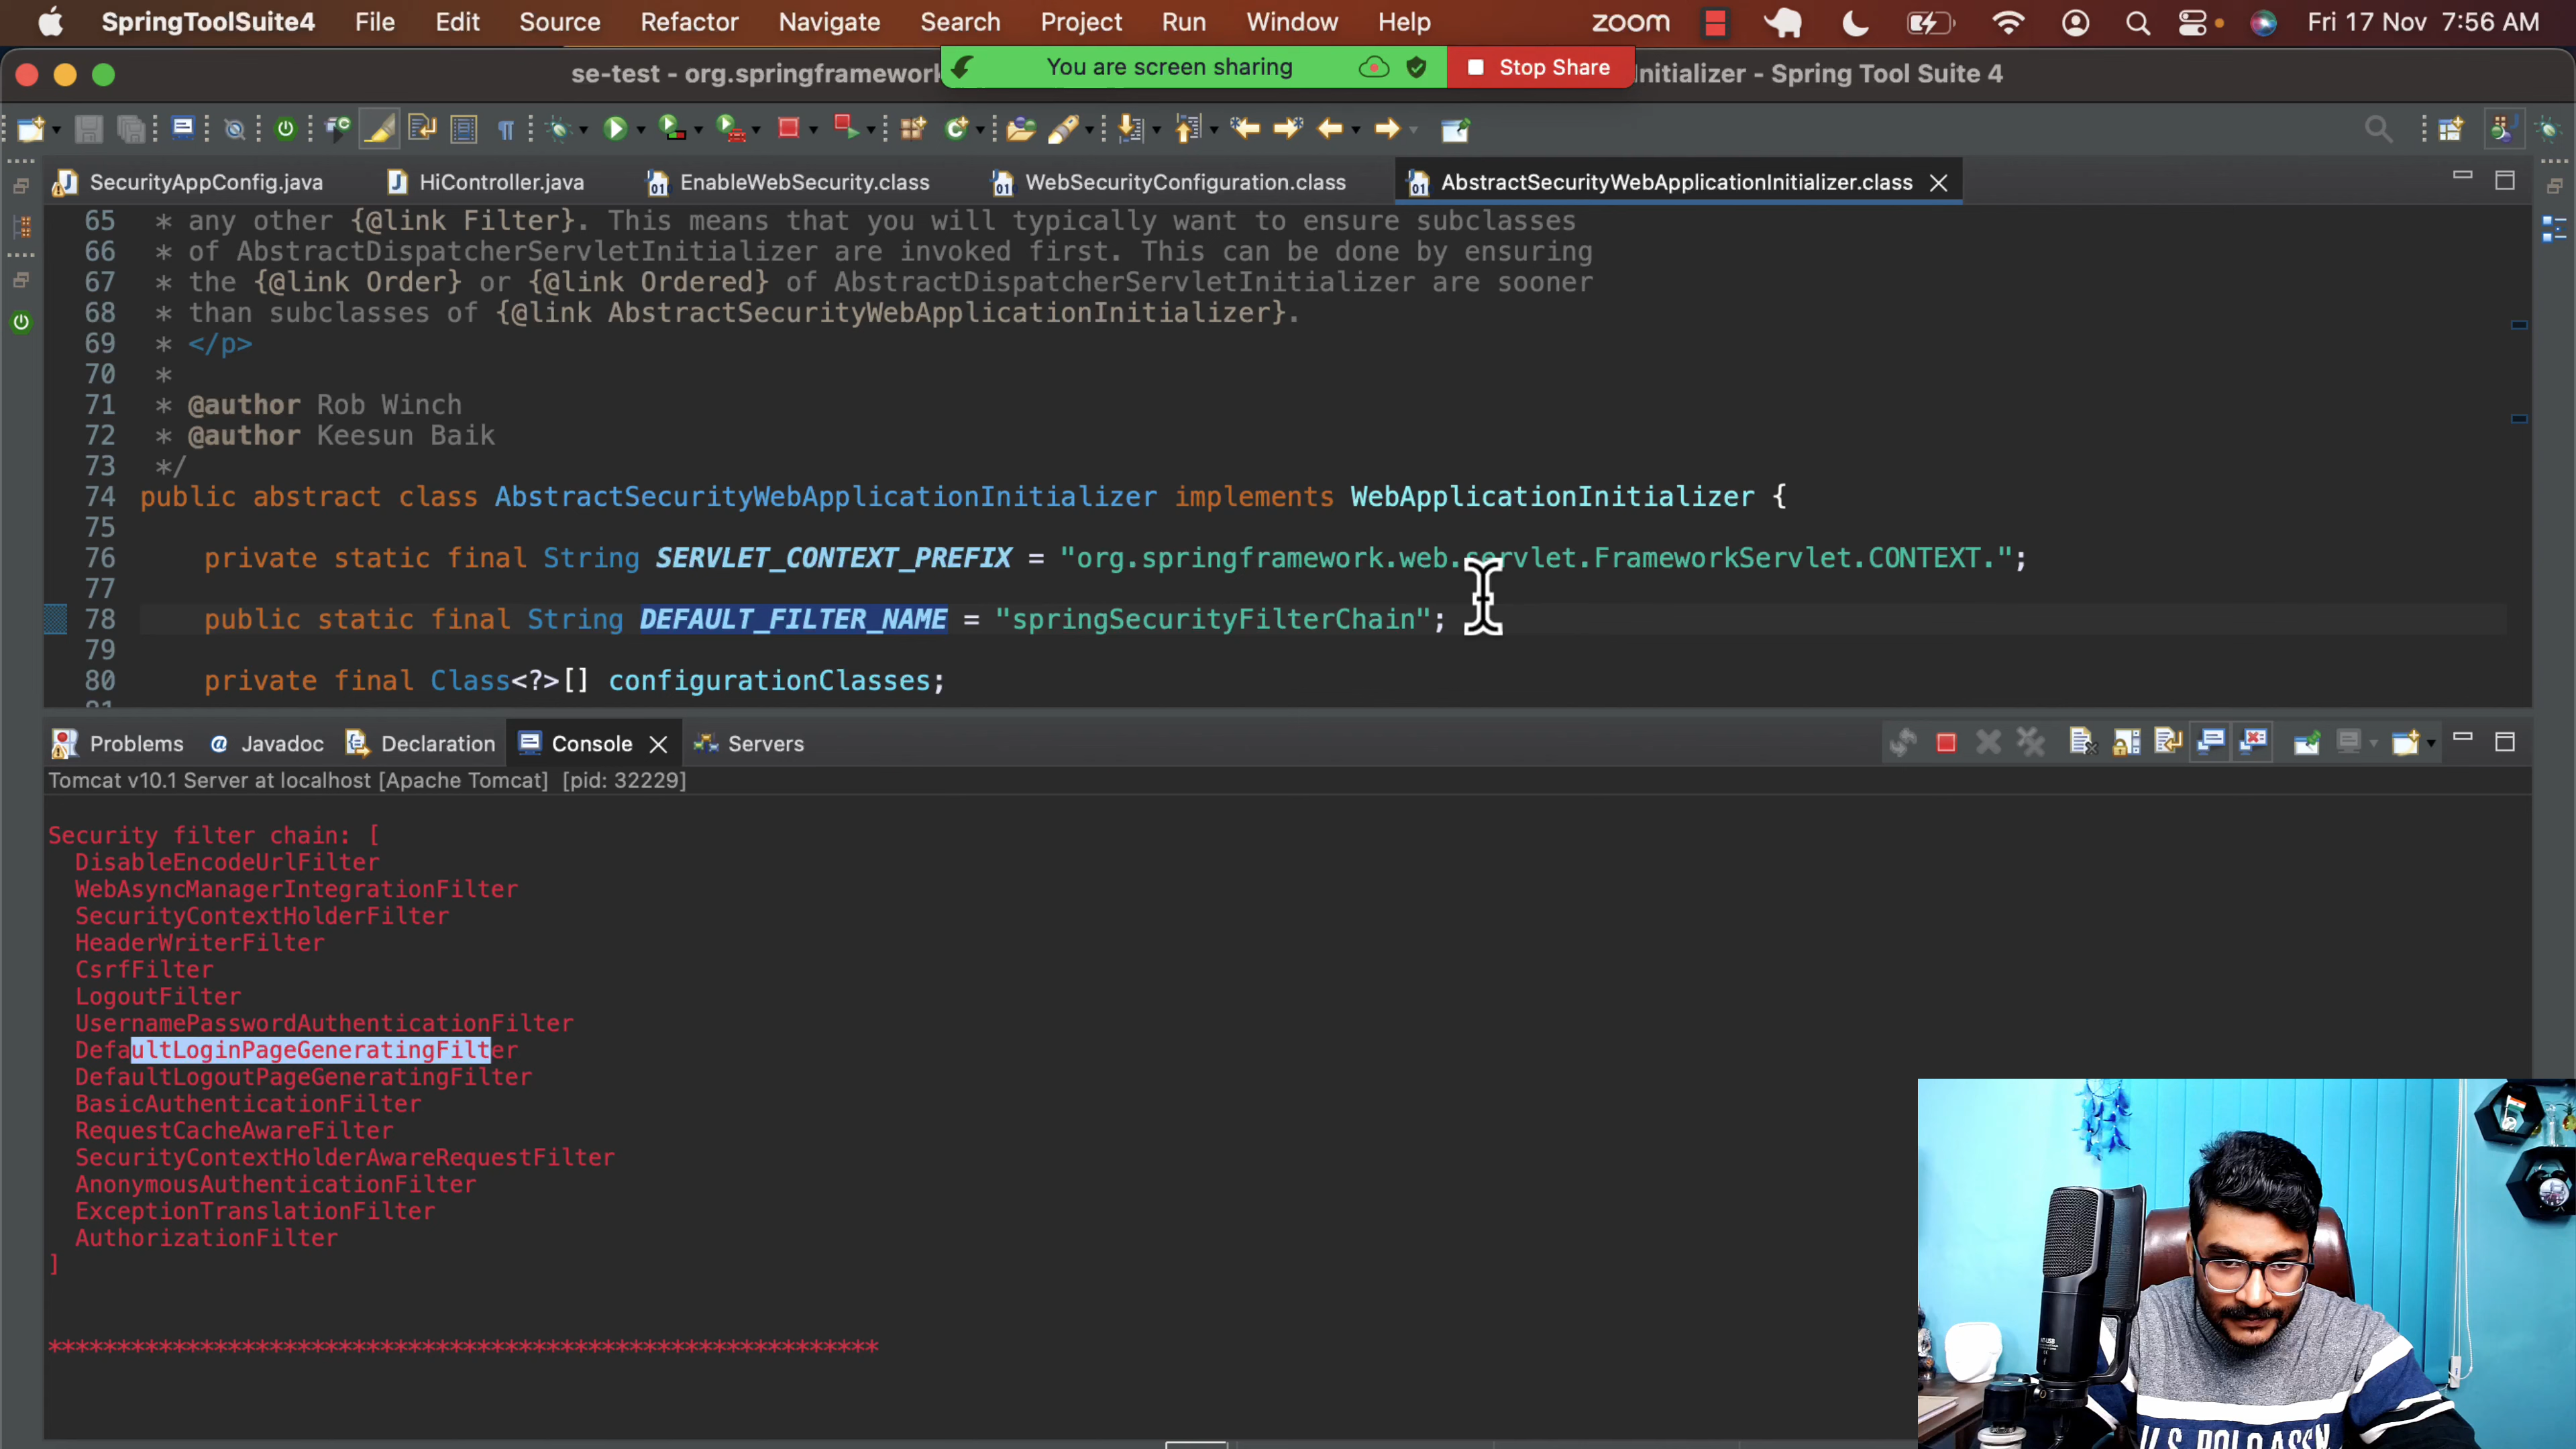 SpringToolSuite4 File Edit Source Refactor Navigate Search Project Run Window Help zoom Fri 17 Nov 7:56 AM
se-test - org.springframework
You are screen sharing
Stop Share
Initializer - Spring Tool Suite 4
SecurityAppConfig.java HiController.java EnableWebSecurity.class WebSecurityConfiguration.class AbstractSecurityWebApplicationInitializer.class
65 * any other {@link Filter}. This means that you will typically want to ensure subclasses
66 * of AbstractDispatcherServletInitializer are invoked first. This can be done by ensuring
67 * the {@link Order} or {@link Ordered} of AbstractDispatcherServletInitializer are sooner
68 * than subclasses of {@link AbstractSecurityWebApplicationInitializer}.
69 * </p>
70 *
71 * @author Rob Winch
72 * @author Keesun Baik
73 */
74 public abstract class AbstractSecurityWebApplicationInitializer implements WebApplicationInitializer {
75
76 private static final String SERVLET_CONTEXT_PREFIX = "org.springframework.web.servlet.FrameworkServlet.CONTEXT.";
77
78 public static final String DEFAULT_FILTER_NAME = "springSecurityFilterChain";
79
80 private final Class<?>[] configurationClasses;
81
Problems Javadoc Declaration Console Servers
Tomcat v10.1 Server at localhost [Apache Tomcat] [pid: 32229]
Security filter chain: [
DisableEncodeUrlFilter
WebAsyncManagerIntegrationFilter
SecurityContextHolderFilter
HeaderWriterFilter
CsrfFilter
LogoutFilter
UsernamePasswordAuthenticationFilter
DefaultLoginPageGeneratingFilter
DefaultLogoutPageGeneratingFilter
BasicAuthenticationFilter
RequestCacheAwareFilter
SecurityContextHolderAwareRequestFilter
AnonymousAuthenticationFilter
ExceptionTranslationFilter
AuthorizationFilter
]
************************************************************
U.S. POLO ASSN